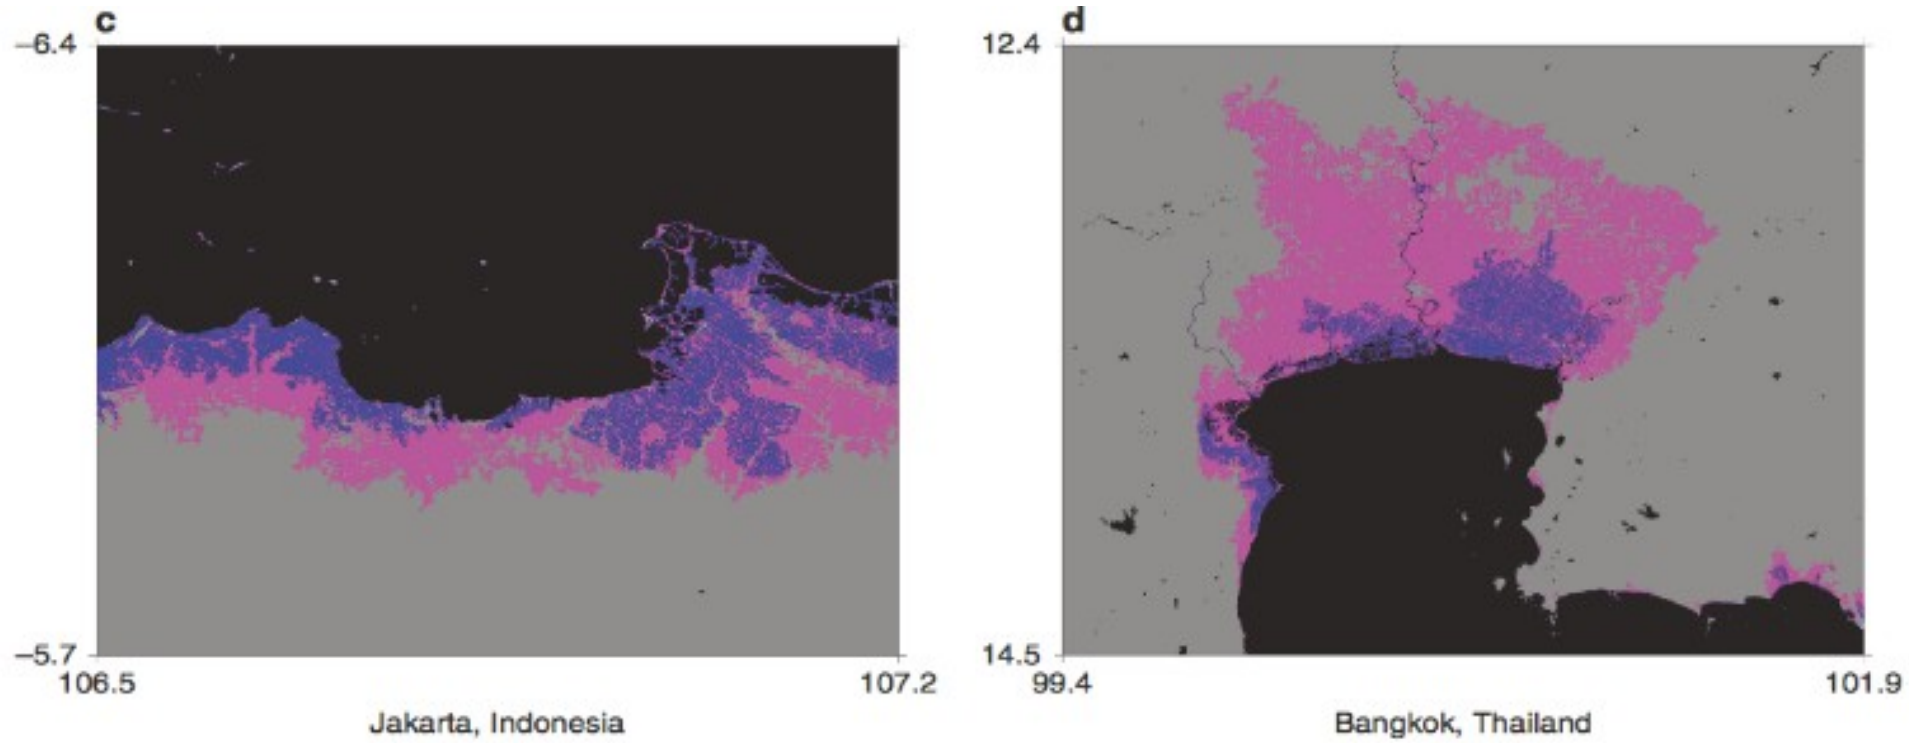 c
d
−6.4
12.4
−5.7
14.5
106.5
107.2
99.4
101.9
Jakarta, Indonesia
Bangkok, Thailand